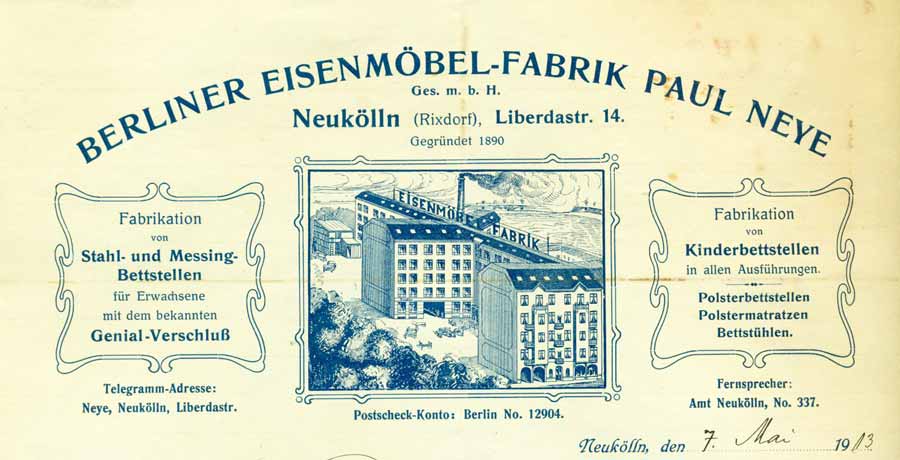 BERLINER EISENMÖBEL-FABRIK PAUL NEYE
Ges. m. b. H.
Neukölln (Rixdorf), Liberdastr. 14.
Gegründet 1890
Fabrikation
von
Stahl- und Messing-
Bettstellen
für Erwachsene
mit dem bekannten
Genial-Verschluß
Telegramm-Adresse:
Neye, Neukölln, Liberdastr.
EISENMÖBEL FABRIK
Postscheck-Konto: Berlin No. 12904.
Fabrikation
von
Kinderbettstellen
in allen Ausführungen.
Polsterbettstellen
Polstermatratzen
Bettstühlen.
Fernsprecher:
Amt Neukölln, No. 337.
Neukölln, den 7. Mai 1913